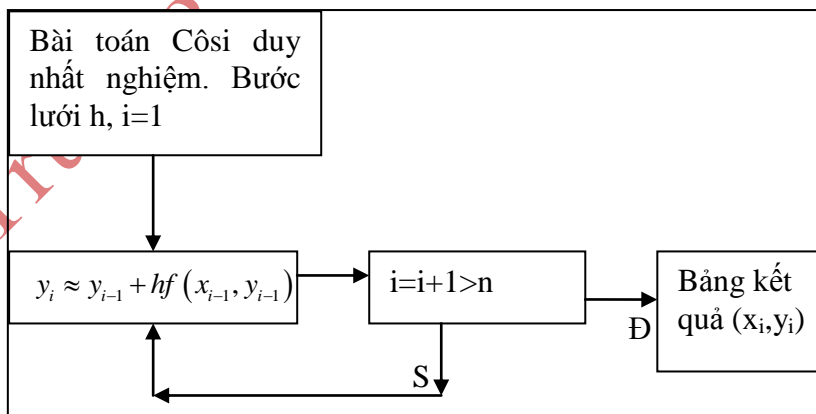 Bài toán Côsi duy
nhất nghiệm. Bước
lưới h, i=1
y_i ≈ y_{i-1} + hf(x_{i-1}, y_{i-1})
i=i+1>n
Bảng kết
quả (x_i,y_i)
Đ
S